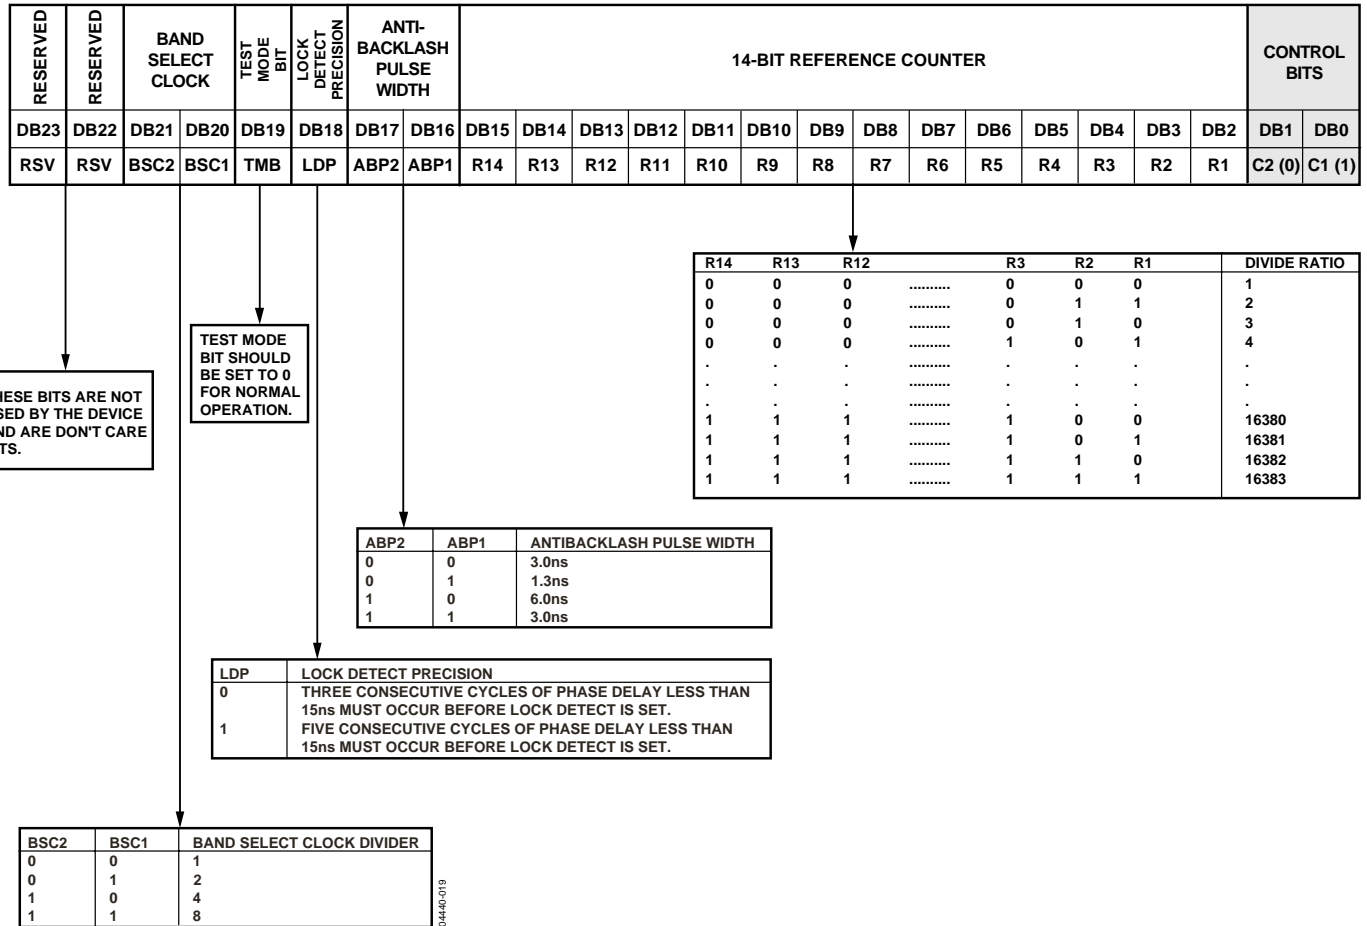 RESERVED
RESERVED
BAND
SELECT
CLOCK
TEST
MODE
BIT
LOCK
DETECT
PRECISION
ANTI-
BACKLASH
PULSE
WIDTH
14-BIT REFERENCE COUNTER
CONTROL
BITS
DB23 DB22 DB21 DB20 DB19 DB18 DB17 DB16 DB15 DB14 DB13 DB12 DB11 DB10 DB9 DB8 DB7 DB6 DB5 DB4 DB3 DB2 DB1 DB0
RSV RSV BSC2 BSC1 TMB LDP ABP2 ABP1 R14 R13 R12 R11 R10 R9 R8 R7 R6 R5 R4 R3 R2 R1 C2 (0) C1 (1)
R14 R13 R12 R3 R2 R1 DIVIDE RATIO
0 0 0 .......... 0 0 0 1
0 0 0 .......... 0 1 1 2
0 0 0 .......... 0 1 0 3
0 0 0 .......... 1 0 1 4
. . . .......... . . . .
. . . .......... . . . .
. . . .......... . . . .
1 1 1 .......... 1 0 0 16380
1 1 1 .......... 1 0 1 16381
1 1 1 .......... 1 1 0 16382
1 1 1 .......... 1 1 1 16383
TEST MODE
BIT SHOULD
BE SET TO 0
FOR NORMAL
OPERATION.
HESE BITS ARE NOT
SED BY THE DEVICE
ND ARE DON'T CARE
TS.
ABP2 ABP1 ANTIBACKLASH PULSE WIDTH
0 0 3.0ns
0 1 1.3ns
1 0 6.0ns
1 1 3.0ns
LDP LOCK DETECT PRECISION
0 THREE CONSECUTIVE CYCLES OF PHASE DELAY LESS THAN
15ns MUST OCCUR BEFORE LOCK DETECT IS SET.
1 FIVE CONSECUTIVE CYCLES OF PHASE DELAY LESS THAN
15ns MUST OCCUR BEFORE LOCK DETECT IS SET.
BSC2 BSC1 BAND SELECT CLOCK DIVIDER
0 0 1
0 1 2
1 0 4
1 1 8
04440-019